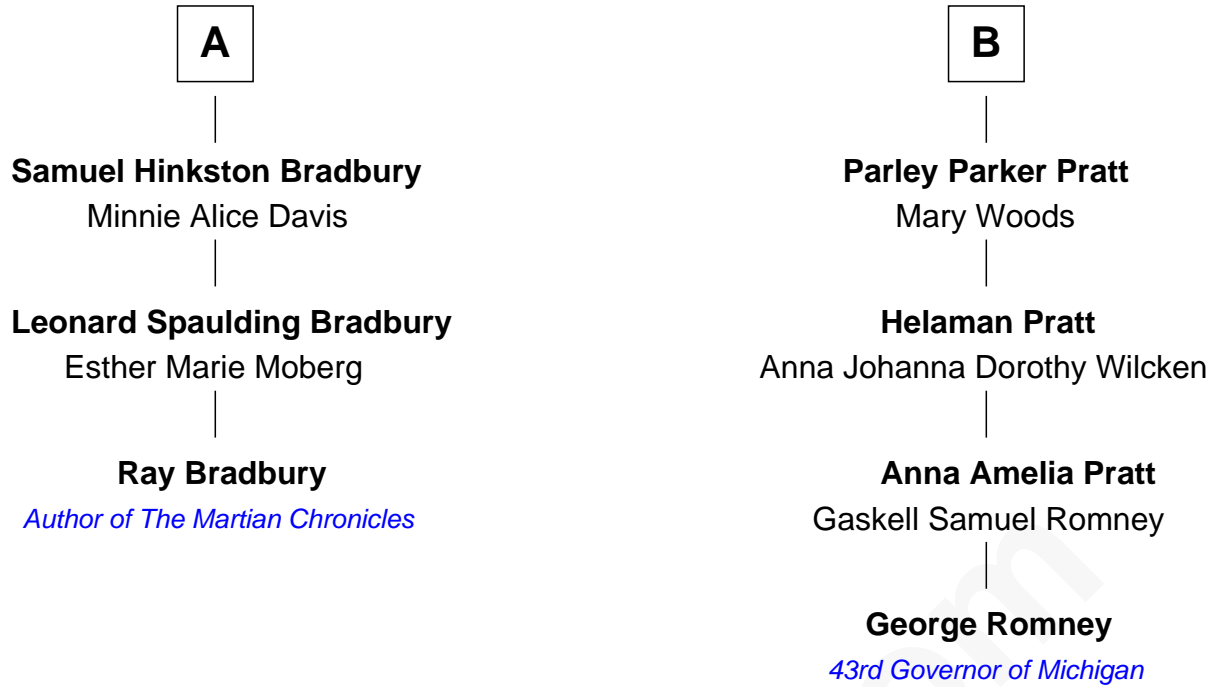 A
Samuel Hinkston Bradbury
Minnie Alice Davis
Leonard Spaulding Bradbury
Esther Marie Moberg
Ray Bradbury
Author of The Martian Chronicles
B
Parley Parker Pratt
Mary Woods
Helaman Pratt
Anna Johanna Dorothy Wilcken
Anna Amelia Pratt
Gaskell Samuel Romney
George Romney
43rd Governor of Michigan